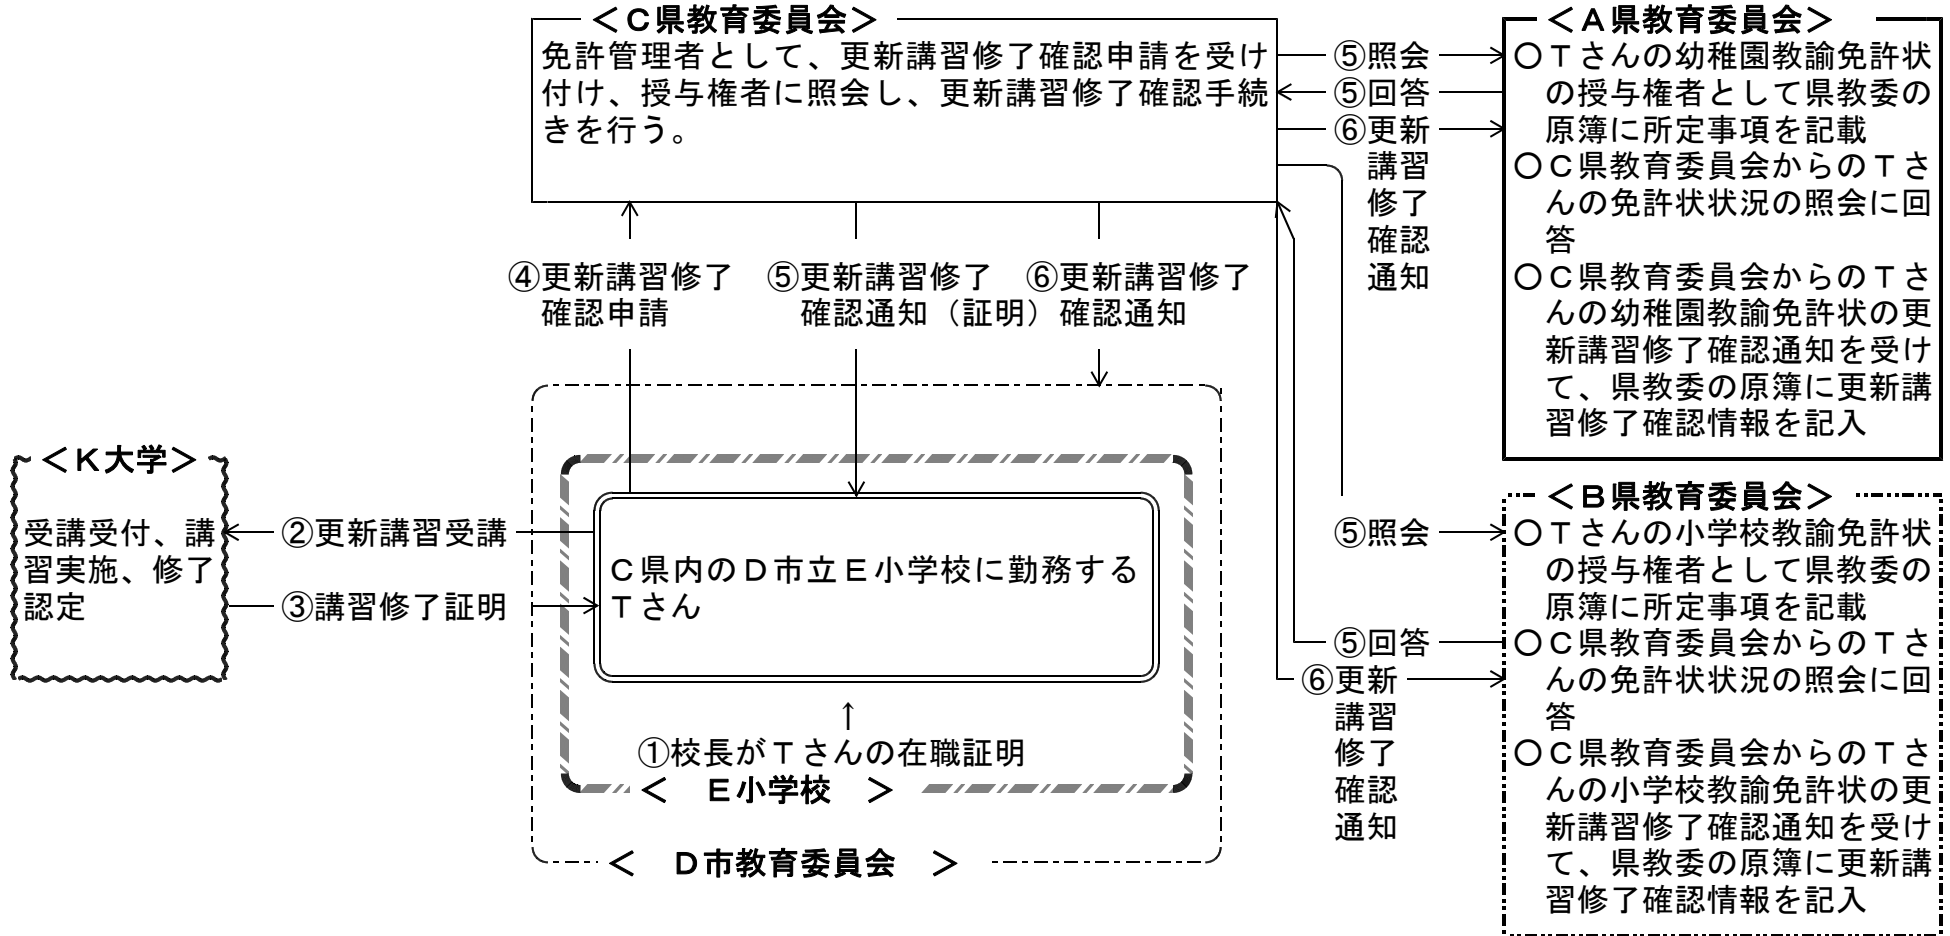 ＜Ｃ県教育委員会＞
免許管理者として、更新講習修了確認申請を受け
付け、授与権者に照会し、更新講習修了確認手続
きを行う。
⑤照会
⑤回答
⑥更新
講習
修了
確認
通知
＜Ａ県教育委員会＞
○Ｔさんの幼稚園教諭免許状
の授与権者として県教委の
原簿に所定事項を記載
○Ｃ県教育委員会からのＴさ
んの免許状状況の照会に回
答
○Ｃ県教育委員会からのＴさ
んの幼稚園教諭免許状の更
新講習修了確認通知を受け
て、県教委の原簿に更新講
習修了確認情報を記入
④更新講習修了
確認申請
⑤更新講習修了
確認通知（証明）
⑥更新講習修了
確認通知
＜Ｋ大学＞
受講受付、講
習実施、修了
認定
②更新講習受講
③講習修了証明
Ｃ県内のＤ市立Ｅ小学校に勤務する
Ｔさん
↑
①校長がＴさんの在職証明
＜　Ｅ小学校　＞
＜　Ｄ市教育委員会　＞
⑤照会
⑤回答
⑥更新
講習
修了
確認
通知
＜Ｂ県教育委員会＞
○Ｔさんの小学校教諭免許状
の授与権者として県教委の
原簿に所定事項を記載
○Ｃ県教育委員会からのＴさ
んの免許状状況の照会に回
答
○Ｃ県教育委員会からのＴさ
んの小学校教諭免許状の更
新講習修了確認通知を受け
て、県教委の原簿に更新講
習修了確認情報を記入